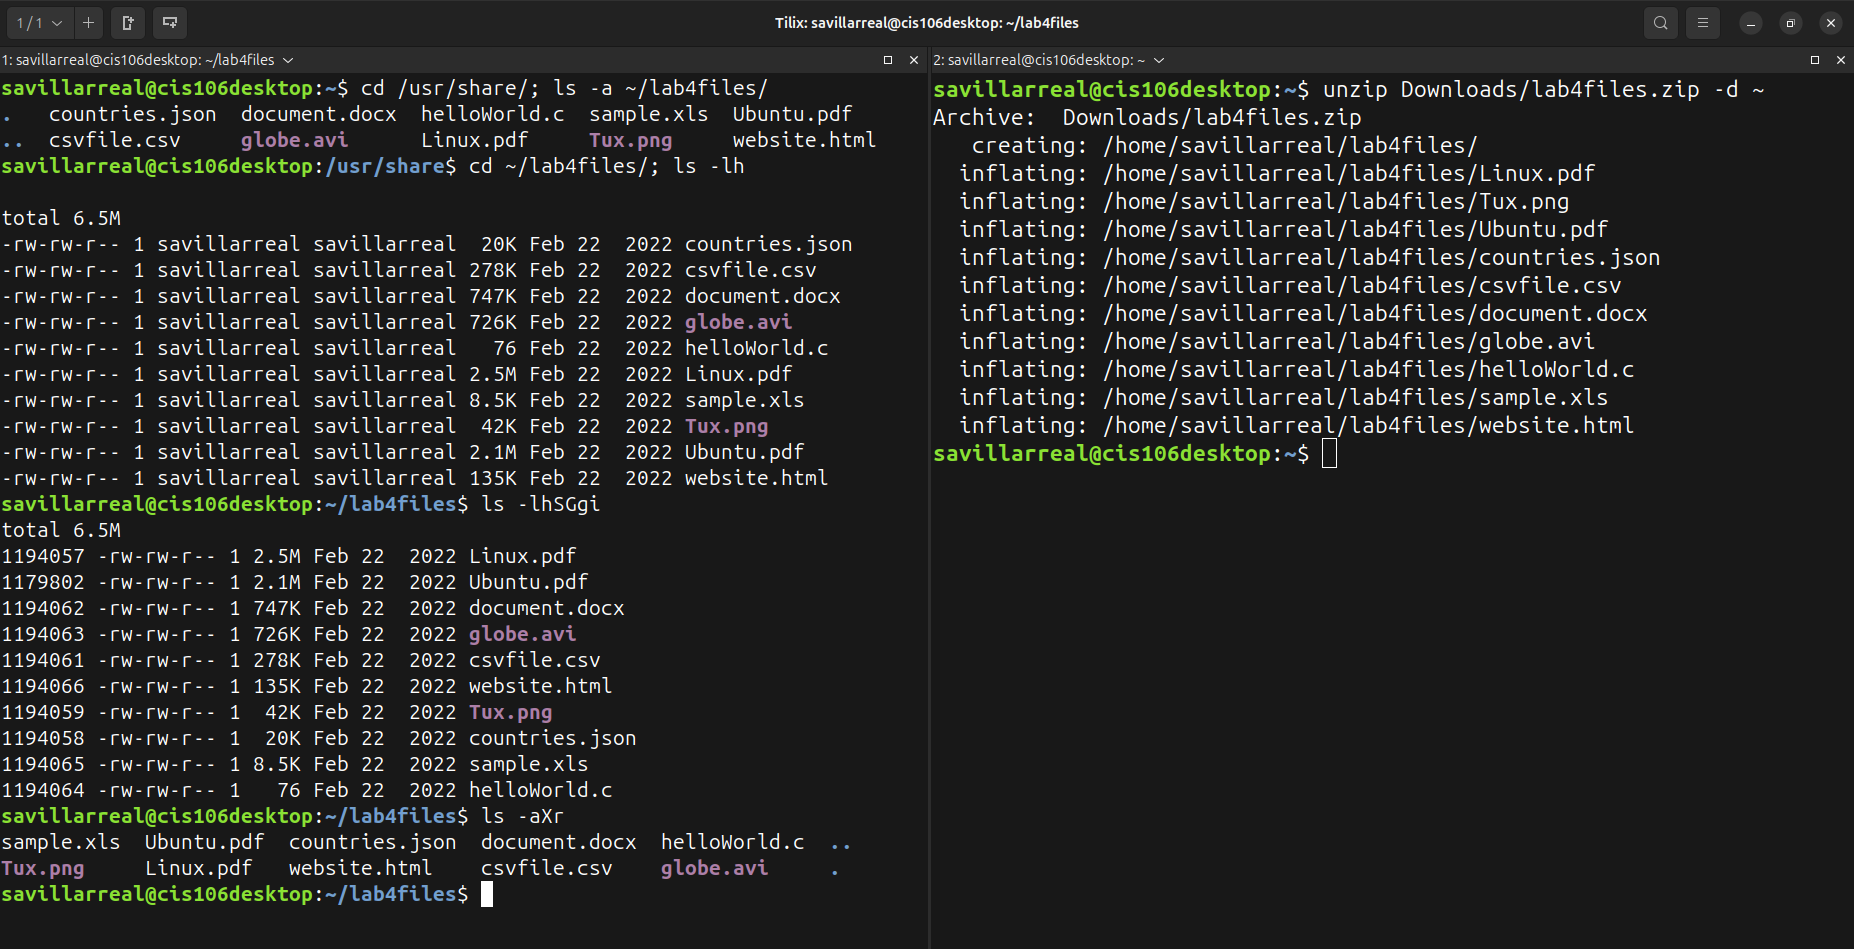 1 / 1
Tilix: savillarreal@cis106desktop: ~/lab4files
1: savillarreal@cis106desktop: ~/lab4files
savillarreal@cis106desktop:~$ cd /usr/share/; ls -a ~/lab4files/
.   countries.json  document.docx  helloWorld.c  sample.xls  Ubuntu.pdf
..  csvfile.csv     globe.avi      Linux.pdf     Tux.png     website.html
savillarreal@cis106desktop:/usr/share$ cd ~/lab4files/; ls -lh
total 6.5M
-rw-rw-r-- 1 savillarreal savillarreal  20K Feb 22  2022 countries.json
-rw-rw-r-- 1 savillarreal savillarreal 278K Feb 22  2022 csvfile.csv
-rw-rw-r-- 1 savillarreal savillarreal 747K Feb 22  2022 document.docx
-rw-rw-r-- 1 savillarreal savillarreal 726K Feb 22  2022 globe.avi
-rw-rw-r-- 1 savillarreal savillarreal   76 Feb 22  2022 helloWorld.c
-rw-rw-r-- 1 savillarreal savillarreal 2.5M Feb 22  2022 Linux.pdf
-rw-rw-r-- 1 savillarreal savillarreal 8.5K Feb 22  2022 sample.xls
-rw-rw-r-- 1 savillarreal savillarreal  42K Feb 22  2022 Tux.png
-rw-rw-r-- 1 savillarreal savillarreal 2.1M Feb 22  2022 Ubuntu.pdf
-rw-rw-r-- 1 savillarreal savillarreal 135K Feb 22  2022 website.html
savillarreal@cis106desktop:~/lab4files$ ls -lhSGgi
total 6.5M
1194057 -rw-rw-r-- 1 2.5M Feb 22  2022 Linux.pdf
1179802 -rw-rw-r-- 1 2.1M Feb 22  2022 Ubuntu.pdf
1194062 -rw-rw-r-- 1 747K Feb 22  2022 document.docx
1194063 -rw-rw-r-- 1 726K Feb 22  2022 globe.avi
1194061 -rw-rw-r-- 1 278K Feb 22  2022 csvfile.csv
1194066 -rw-rw-r-- 1 135K Feb 22  2022 website.html
1194059 -rw-rw-r-- 1  42K Feb 22  2022 Tux.png
1194058 -rw-rw-r-- 1  20K Feb 22  2022 countries.json
1194065 -rw-rw-r-- 1 8.5K Feb 22  2022 sample.xls
1194064 -rw-rw-r-- 1   76 Feb 22  2022 helloWorld.c
savillarreal@cis106desktop:~/lab4files$ ls -aXr
sample.xls  Ubuntu.pdf  countries.json  document.docx  helloWorld.c  ..
Tux.png     Linux.pdf   website.html    csvfile.csv    globe.avi     .
savillarreal@cis106desktop:~/lab4files$
2: savillarreal@cis106desktop: ~
savillarreal@cis106desktop:~$ unzip Downloads/lab4files.zip -d ~
Archive:  Downloads/lab4files.zip
   creating: /home/savillarreal/lab4files/
  inflating: /home/savillarreal/lab4files/Linux.pdf
  inflating: /home/savillarreal/lab4files/Tux.png
  inflating: /home/savillarreal/lab4files/Ubuntu.pdf
  inflating: /home/savillarreal/lab4files/countries.json
  inflating: /home/savillarreal/lab4files/csvfile.csv
  inflating: /home/savillarreal/lab4files/document.docx
  inflating: /home/savillarreal/lab4files/globe.avi
  inflating: /home/savillarreal/lab4files/helloWorld.c
  inflating: /home/savillarreal/lab4files/sample.xls
  inflating: /home/savillarreal/lab4files/website.html
savillarreal@cis106desktop:~$